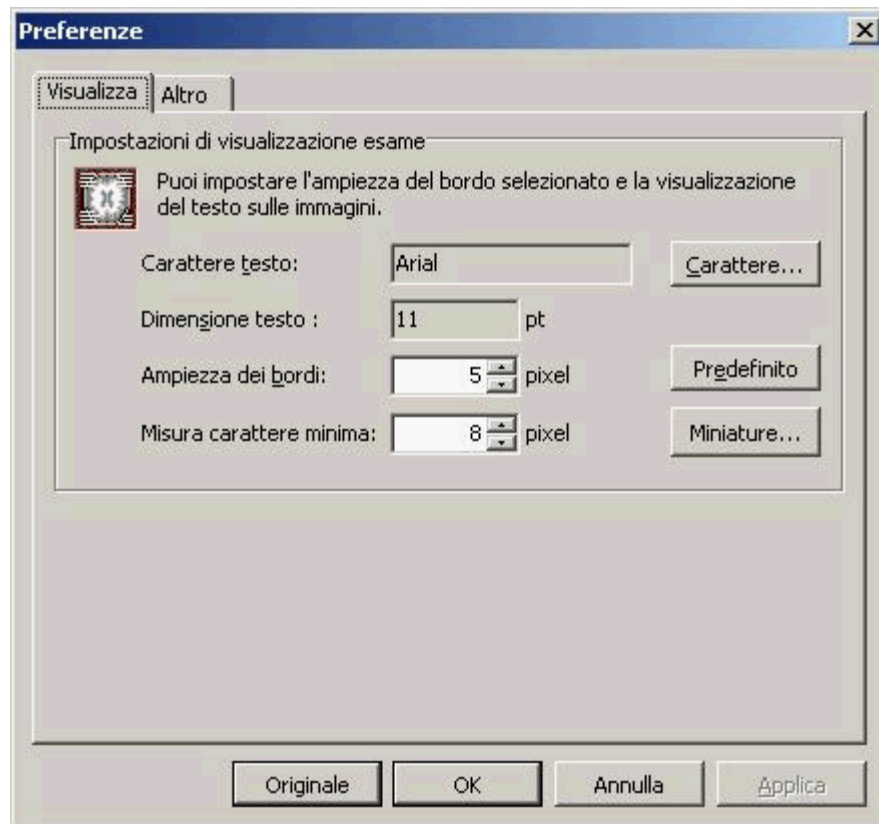 Preferenze
Visualizza Altro
Impostazioni di visualizzazione esame
Puoi impostare l'ampiezza del bordo selezionato e la visualizzazione
del testo sulle immagini.
Carattere testo: Arial Carattere...
Dimensione testo : 11 pt
Ampiezza dei bordi: 5 pixel Predefinito
Misura carattere minima: 8 pixel Miniature...
Originale OK Annulla Applica